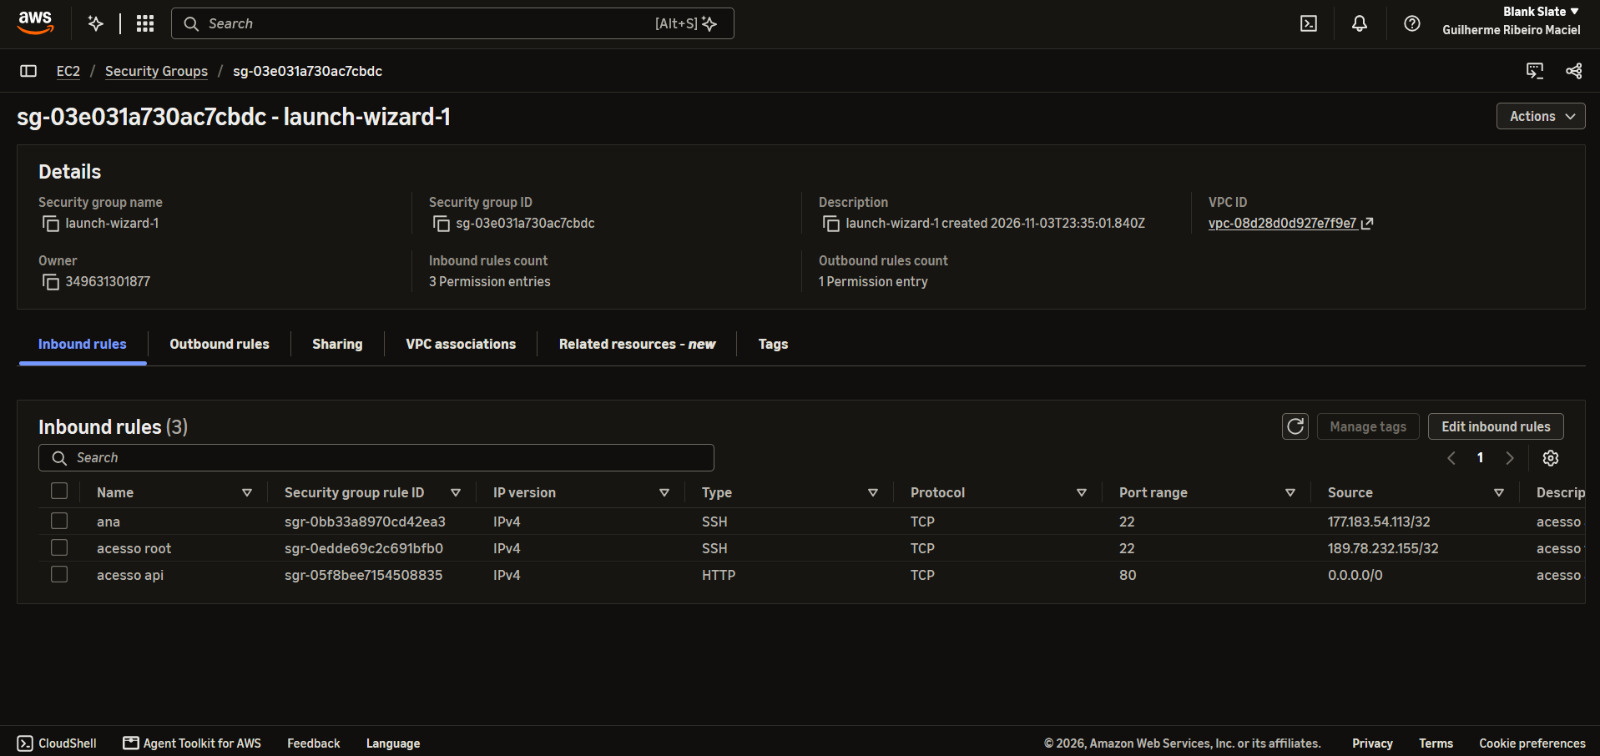 aws
Search [Alt+S]
Blank Slate
Guilherme Ribeiro Maciel
EC2 / Security Groups / sg-03e031a730ac7cbdc
sg-03e031a730ac7cbdc - launch-wizard-1
Actions
Details
Security group name
launch-wizard-1
Security group ID
sg-03e031a730ac7cbdc
Description
launch-wizard-1 created 2026-11-03T23:35:01.840Z
VPC ID
vpc-08d28d0d927e7f9e7
Owner
349631301877
Inbound rules count
3 Permission entries
Outbound rules count
1 Permission entry
Inbound rules Outbound rules Sharing VPC associations Related resources - new Tags
Inbound rules (3)
Manage tags Edit inbound rules
Search
1
Name Security group rule ID IP version Type Protocol Port range Source Descrip
ana sgr-0bb33a8970cd42ea3 IPv4 SSH TCP 22 177.183.54.113/32 acesso
acesso root sgr-0edde69c2c691bfb0 IPv4 SSH TCP 22 189.78.232.155/32 acesso
acesso api sgr-05f8bee7154508835 IPv4 HTTP TCP 80 0.0.0.0/0 acesso
CloudShell Agent Toolkit for AWS Feedback Language © 2026, Amazon Web Services, Inc. or its affiliates. Privacy Terms Cookie preferences